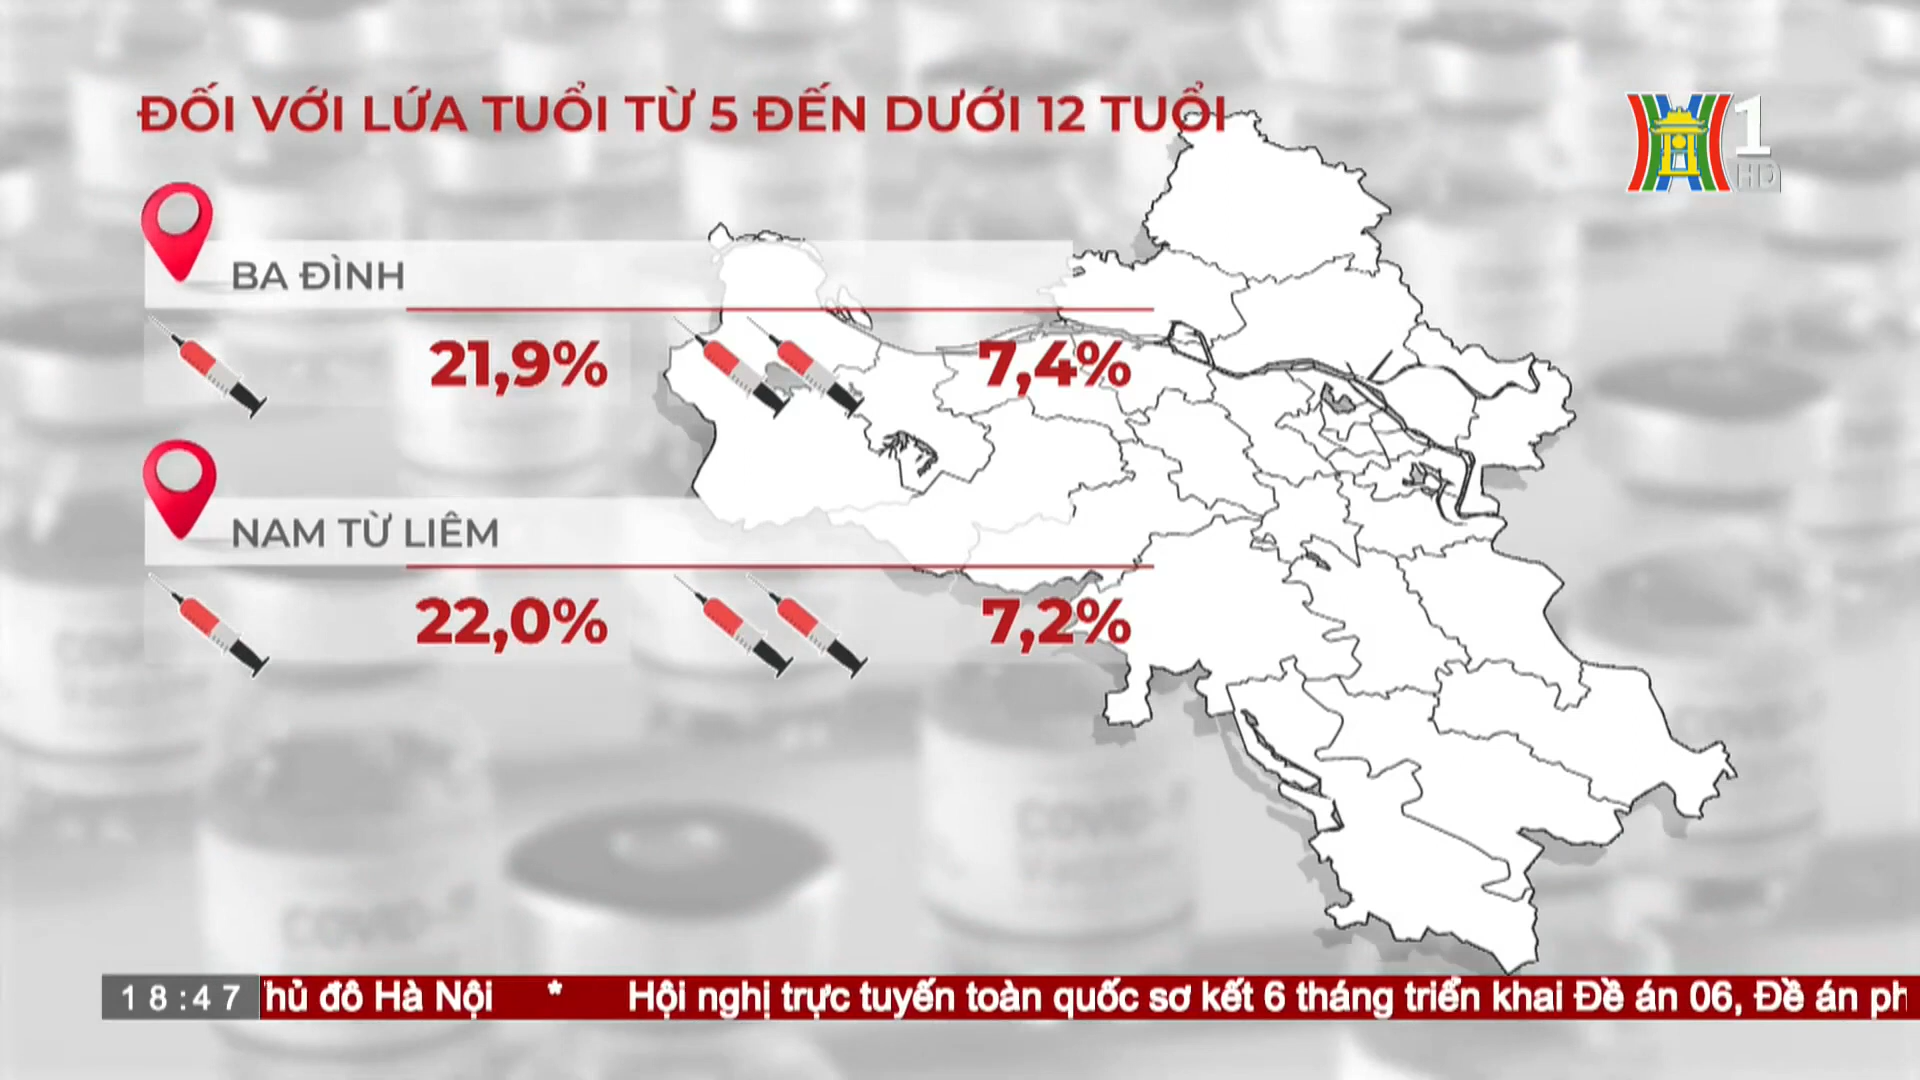 ĐỐI VỚI LỨA TUỔI TỪ 5 ĐẾN DƯỚI 12 TUỔI
1
HD
BA ĐÌNH
21,9% 7,4%
NAM TỪ LIÊM
22,0% 7,2%
COVID-
COVID-
18:47 hủ đô Hà Nội * Hội nghị trực tuyến toàn quốc sơ kết 6 tháng triển khai Đề án 06, Đề án ph